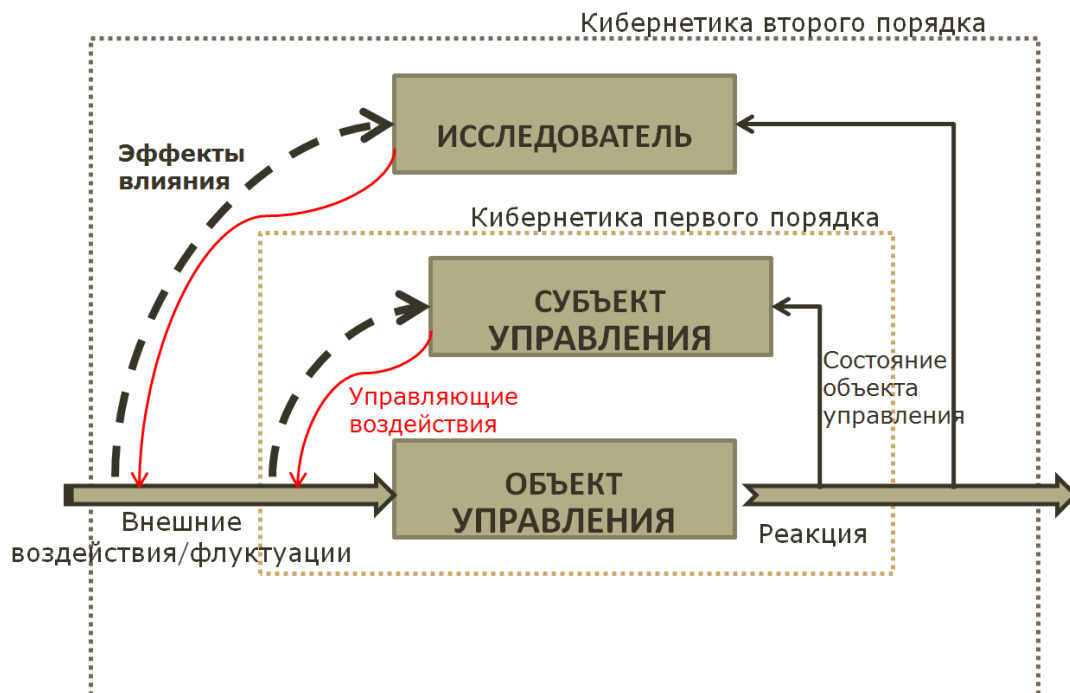 Кибернетика второго порядка
ИССЛЕДОВАТЕЛЬ
Эффекты
влияния
Кибернетика первого порядка
СУБЪЕКТ
УПРАВЛЕНИЯ
Состояние
объекта
управления
Управляющие
воздействия
ОБЪЕКТ
УПРАВЛЕНИЯ
Внешние
воздействия/флуктуации
Реакция